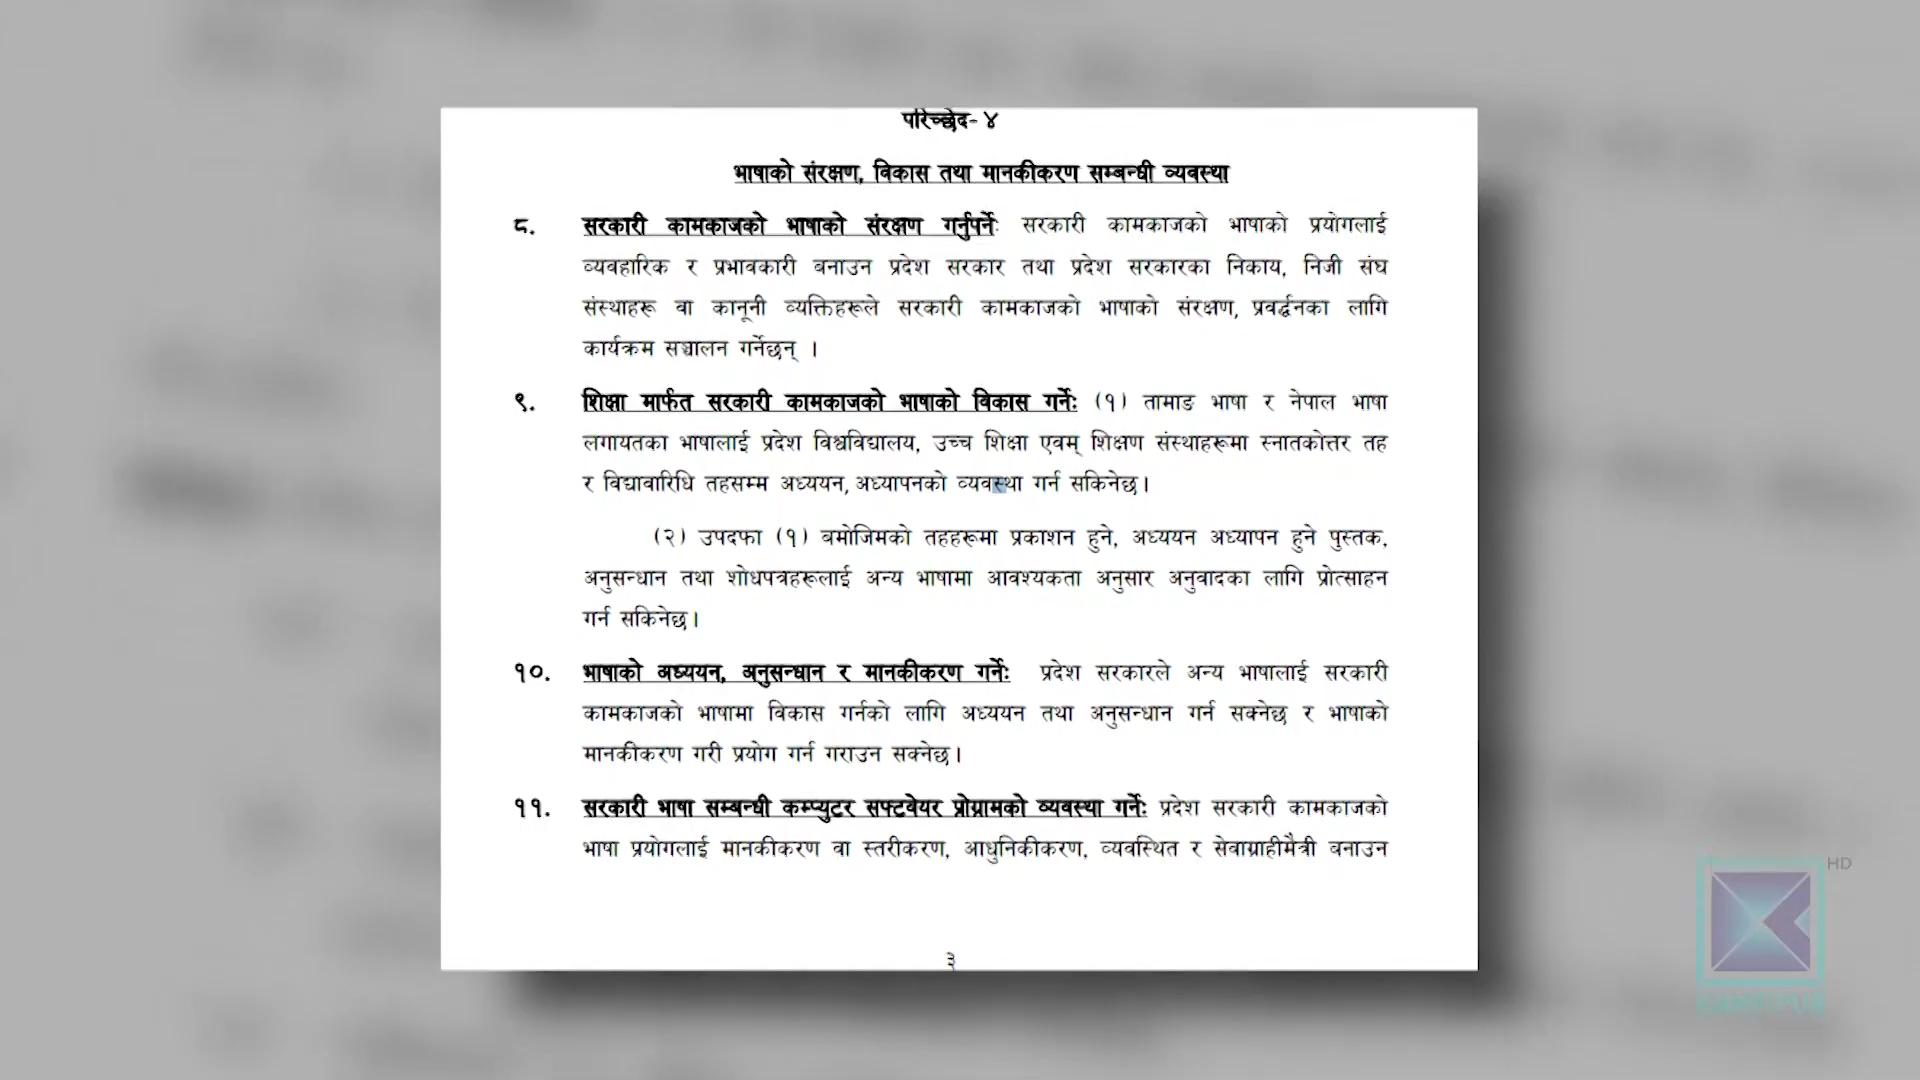 परिच्छेद- ४
भाषाको संरक्षण, विकास तथा मानकीकरण सम्बन्धी व्यवस्था
८. सरकारी कामकाजको भाषाको संरक्षण गर्नुपर्नेः सरकारी कामकाजको भाषाको प्रयोगलाई
व्यवहारिक र प्रभावकारी बनाउन प्रदेश सरकार तथा प्रदेश सरकारका निकाय, निजी संघ
संस्थाहरू वा कानूनी व्यक्तिहरूले सरकारी कामकाजको भाषाको संरक्षण, प्रवर्द्धनका लागि
कार्यक्रम सञ्चालन गर्नेछन् ।
९. शिक्षा मार्फत सरकारी कामकाजको भाषाको विकास गर्नेः (१) तामाङ भाषा र नेपाल भाषा
लगायतका भाषालाई प्रदेश विश्वविद्यालय, उच्च शिक्षा एवम् शिक्षण संस्थाहरूमा स्नातकोत्तर तह
र विद्यावारिधि तहसम्म अध्ययन, अध्यापनको व्यवस्था गर्न सकिनेछ।
(२) उपदफा (१) बमोजिमको तहहरूमा प्रकाशन हुने, अध्ययन अध्यापन हुने पुस्तक,
अनुसन्धान तथा शोधपत्रहरूलाई अन्य भाषामा आवश्यकता अनुसार अनुवादका लागि प्रोत्साहन
गर्न सकिनेछ।
१०. भाषाको अध्ययन, अनुसन्धान र मानकीकरण गर्नेः प्रदेश सरकारले अन्य भाषालाई सरकारी
कामकाजको भाषामा विकास गर्नको लागि अध्ययन तथा अनुसन्धान गर्न सक्नेछ र भाषाको
मानकीकरण गरी प्रयोग गर्न गराउन सक्नेछ।
११. सरकारी भाषा सम्बन्धी कम्प्युटर सफ्टवेयर प्रोग्रामको व्यवस्था गर्नेः प्रदेश सरकारी कामकाजको
भाषा प्रयोगलाई मानकीकरण वा स्तरीकरण, आधुनिकीकरण, व्यवस्थित र सेवाग्राहीमैत्री बनाउन
३
HD